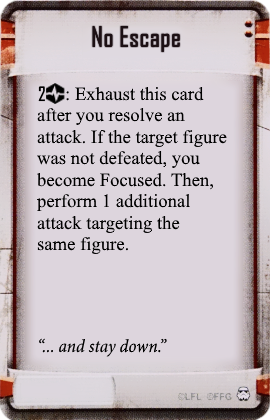 No Escape
2: Exhaust this card
after you resolve an
attack. If the target figure
was not defeated, you
become Focused. Then,
perform 1 additional
attack targeting the
same figure.
“... and stay down.”
©LFL ©FFG